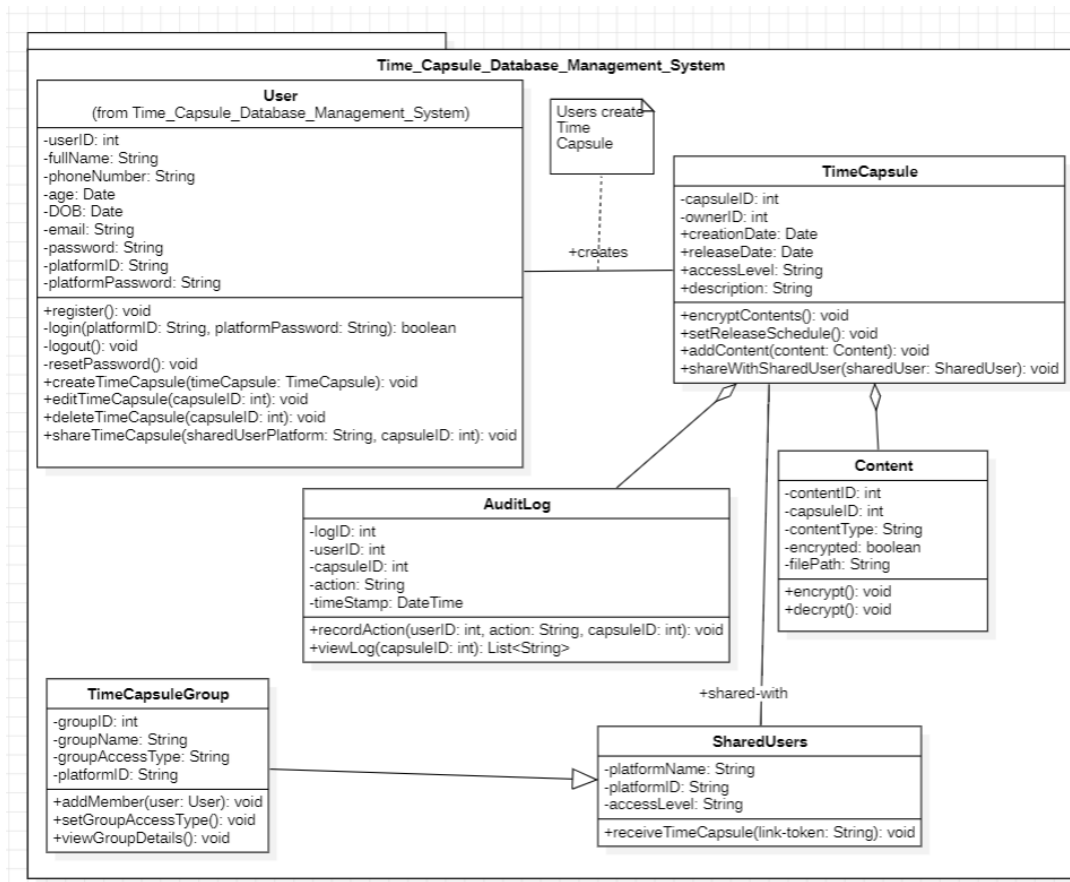 Time_Capsule_Database_Management_System
User
(from Time_Capsule_Database_Management_System)
-userID: int
-fullName: String
-phoneNumber: String
-age: Date
-DOB: Date
-email: String
-password: String
-platformID: String
-platformPassword: String
+register(): void
-login(platformID: String, platformPassword: String): boolean
-logout(): void
-resetPassword(): void
+createTimeCapsule(timeCapsule: TimeCapsule): void
+editTimeCapsule(capsuleID: int): void
+deleteTimeCapsule(capsuleID: int): void
+shareTimeCapsule(sharedUserPlatform: String, capsuleID: int): void
Users create
Time
Capsule
+creates
TimeCapsule
-capsuleID: int
-ownerID: int
+creationDate: Date
+releaseDate: Date
+accessLevel: String
+description: String
+encryptContents(): void
+setReleaseSchedule(): void
+addContent(content: Content): void
+shareWithSharedUser(sharedUser: SharedUser): void
Content
-contentID: int
-capsuleID: int
-contentType: String
-encrypted: boolean
-filePath: String
+encrypt(): void
+decrypt(): void
AuditLog
-logID: int
-userID: int
-capsuleID: int
-action: String
-timeStamp: DateTime
+recordAction(userID: int, action: String, capsuleID: int): void
+viewLog(capsuleID: int): List<String>
+shared-with
TimeCapsuleGroup
-groupID: int
-groupName: String
-groupAccessType: String
-platformID: String
+addMember(user: User): void
+setGroupAccessType(): void
+viewGroupDetails(): void
SharedUsers
-platformName: String
-platformID: String
-accessLevel: String
+receiveTimeCapsule(link-token: String): void